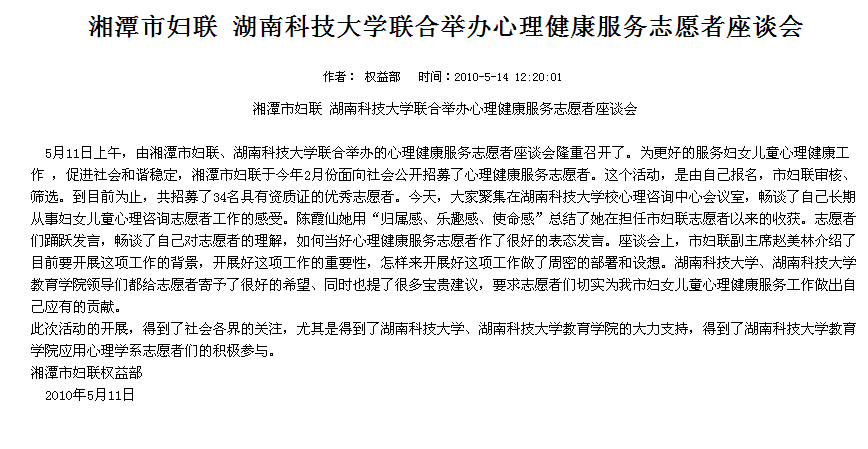 湘潭市妇联 湖南科技大学联合举办心理健康服务志愿者座谈会
作者： 权益部 时间：2010-5-14 12:20:01
湘潭市妇联 湖南科技大学联合举办心理健康服务志愿者座谈会
5月11日上午，由湘潭市妇联、湖南科技大学联合举办的心理健康服务志愿者座谈会隆重召开了。为更好的服务妇女儿童心理健康工
作 ，促进社会和谐稳定，湘潭市妇联于今年2月份面向社会公开招募了心理健康服务志愿者。这个活动，是由自己报名，市妇联审核、
筛选。到目前为止，共招募了34名具有资质证的优秀志愿者。今天，大家聚集在湖南科技大学校心理咨询中心会议室，畅谈了自己长期
从事妇女儿童心理咨询志愿者工作的感受。陈霞仙她用“归属感、乐趣感、使命感”总结了她在担任市妇联志愿者以来的收获。志愿者
们踊跃发言，畅谈了自己对志愿者的理解，如何当好心理健康服务志愿者作了很好的表态发言。座谈会上，市妇联副主席赵美林介绍了
目前要开展这项工作的背景，开展好这项工作的重要性，怎样来开展好这项工作做了周密的部署和设想。湖南科技大学、湖南科技大学
教育学院领导们都给志愿者寄予了很好的希望、同时也提了很多宝贵建议，要求志愿者们切实为我市妇女儿童心理健康服务工作做出自
己应有的贡献。
此次活动的开展，得到了社会各界的关注，尤其是得到了湖南科技大学、湖南科技大学教育学院的大力支持，得到了湖南科技大学教育
学院应用心理学系志愿者们的积极参与。
湘潭市妇联权益部
2010年5月11日